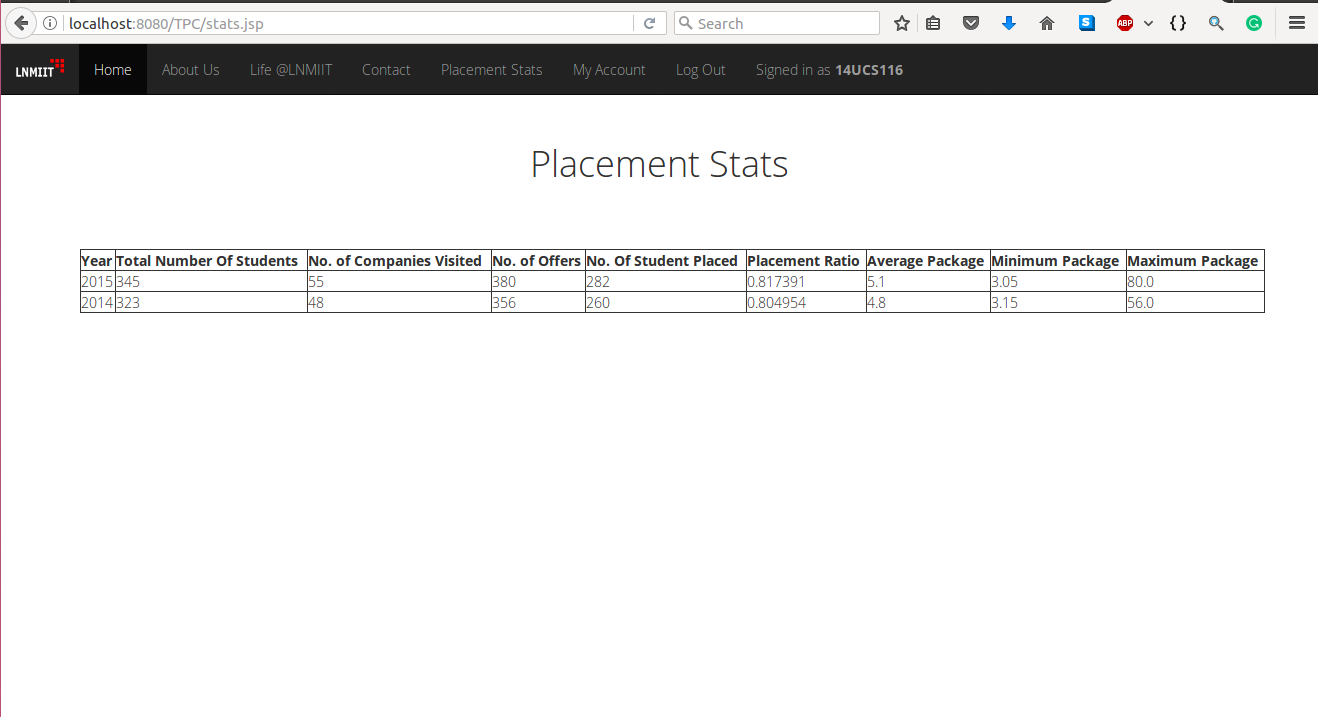 localhost:8080/TPC/stats.jsp Search S ABP {} G
LNMIIT Home About Us Life @LNMIIT Contact Placement Stats My Account Log Out Signed in as 14UCS116
Placement Stats
Year Total Number Of Students No. of Companies Visited No. of Offers No. Of Student Placed Placement Ratio Average Package Minimum Package Maximum Package
2015 345 55 380 282 0.817391 5.1 3.05 80.0
2014 323 48 356 260 0.804954 4.8 3.15 56.0